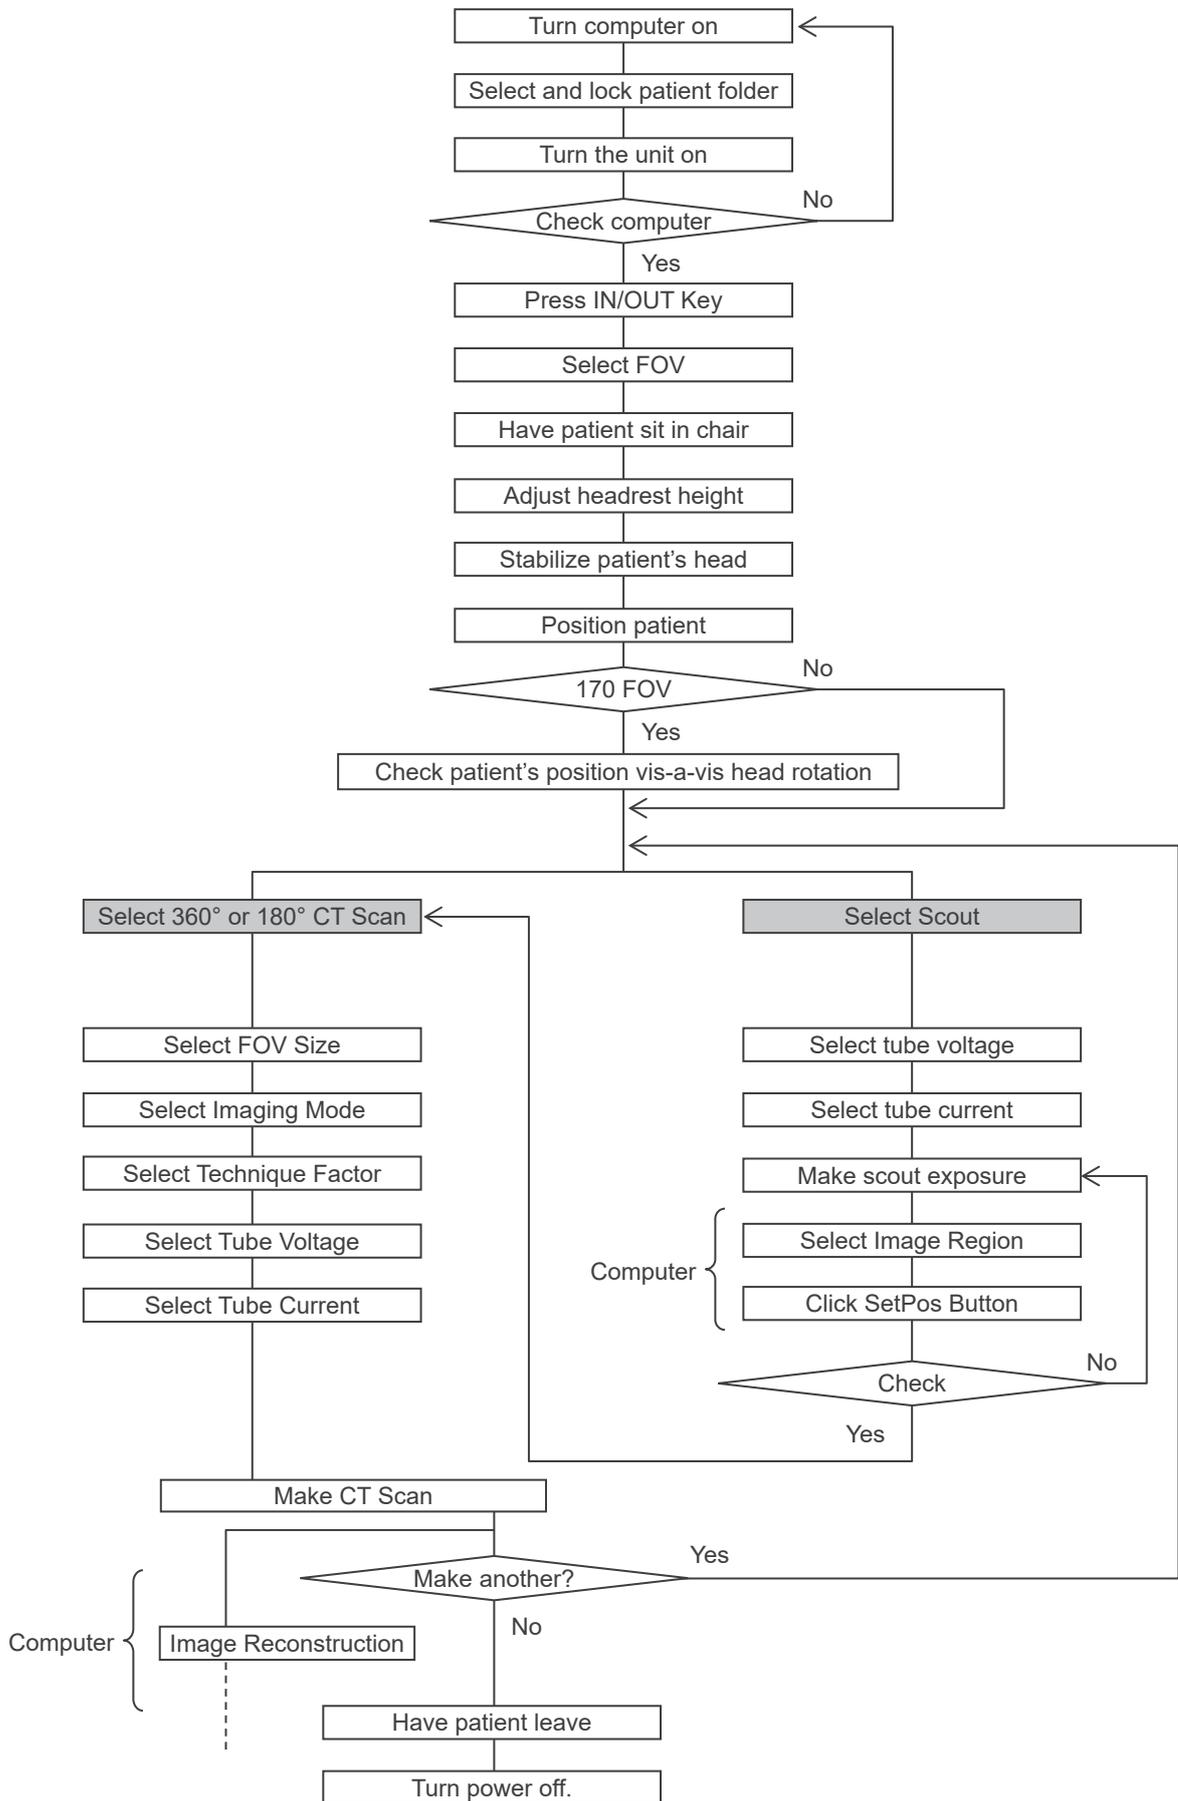 Turn computer on
Select and lock patient folder
Turn the unit on
No
Check computer
Yes
Press IN/OUT Key
Select FOV
Have patient sit in chair
Adjust headrest height
Stabilize patient’s head
Position patient
No
170 FOV
Yes
Check patient’s position vis-a-vis head rotation
Select 360° or 180° CT Scan
Select FOV Size
Select Imaging Mode
Select Technique Factor
Select Tube Voltage
Select Tube Current
Select Scout
Select tube voltage
Select tube current
Make scout exposure
Select Image Region
Computer
Click SetPos Button
No
Check
Yes
Make CT Scan
Yes
Make another?
No
Computer
Image Reconstruction
Have patient leave
Turn power off.